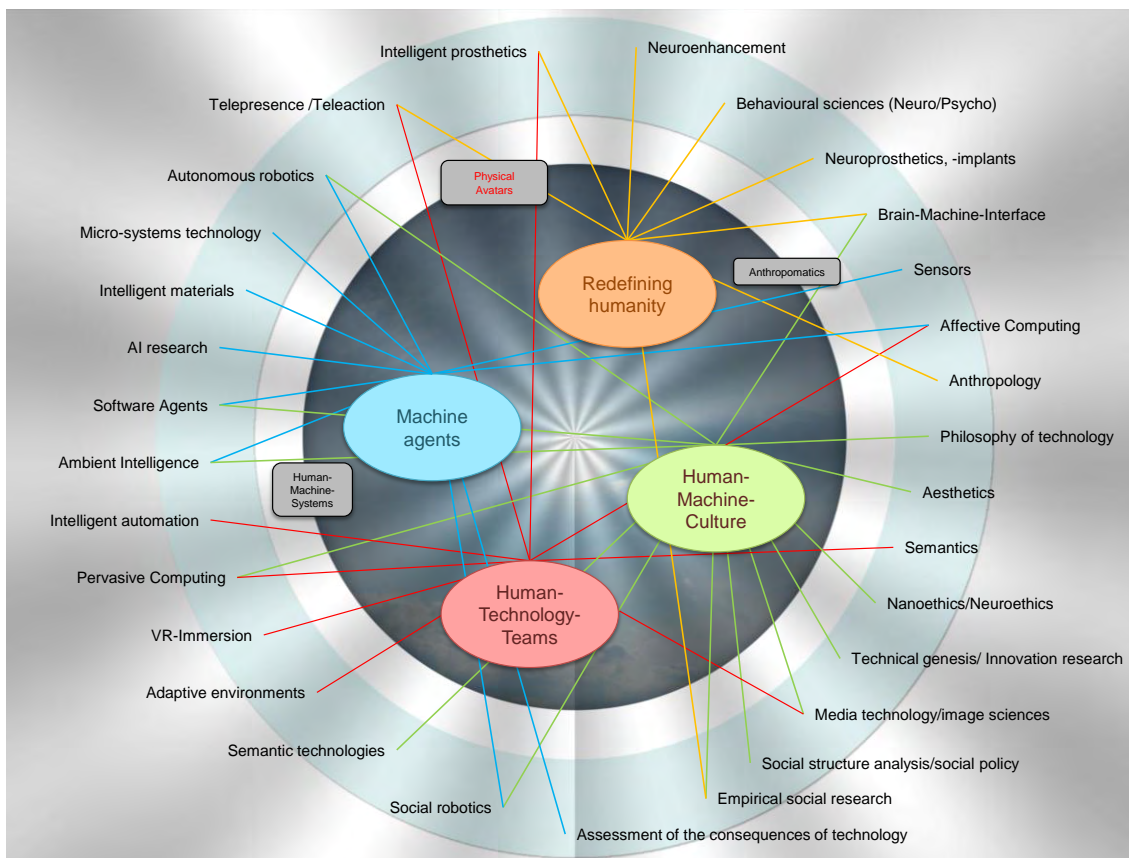 Intelligent prosthetics
Neuroenhancement
Telepresence /Teleaction
Behavioural sciences (Neuro/Psycho)
Neuroprosthetics, -implants
Autonomous robotics
Physical
Avatars
Brain-Machine-Interface
Micro-systems technology
Anthropomatics
Sensors
Redefining
humanity
Intelligent materials
Affective Computing
AI research
Anthropology
Software Agents
Machine
agents
Philosophy of technology
Ambient Intelligence
Human-
Machine-
Systems
Human-
Machine-
Culture
Aesthetics
Intelligent automation
Semantics
Pervasive Computing
Human-
Technology-
Teams
Nanoethics/Neuroethics
VR-Immersion
Technical genesis/ Innovation research
Adaptive environments
Media technology/image sciences
Semantic technologies
Social structure analysis/social policy
Social robotics
Empirical social research
Assessment of the consequences of technology